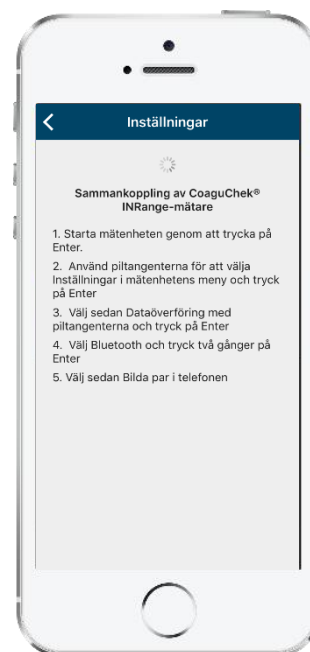 Inställningar
Sammankoppling av CoaguChek®
INRange-mätare
1. Starta mätenheten genom att trycka på
Enter.
2. Använd piltangenterna för att välja
Inställningar i mätenhetens meny och tryck
på Enter
3. Välj sedan Dataöverföring med
piltangenterna och tryck på Enter
4. Välj Bluetooth och tryck två gånger på
Enter
5. Välj sedan Bilda par i telefonen